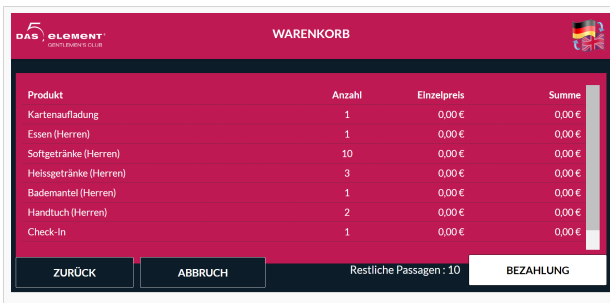 5
DAS element WARENKORB
GENTLEMEN'S CLUB
Produkt Anzahl Einzelpreis Summe
Kartenaufladung 1 0,00 € 0,00 €
Essen (Herren) 1 0,00 € 0,00 €
Softgetränke (Herren) 10 0,00 € 0,00 €
Heissgetränke (Herren) 3 0,00 € 0,00 €
Bademantel (Herren) 1 0,00 € 0,00 €
Handtuch (Herren) 2 0,00 € 0,00 €
Check-In 1 0,00 € 0,00 €
ZURÜCK ABBRUCH Restliche Passagen : 10 BEZAHLUNG